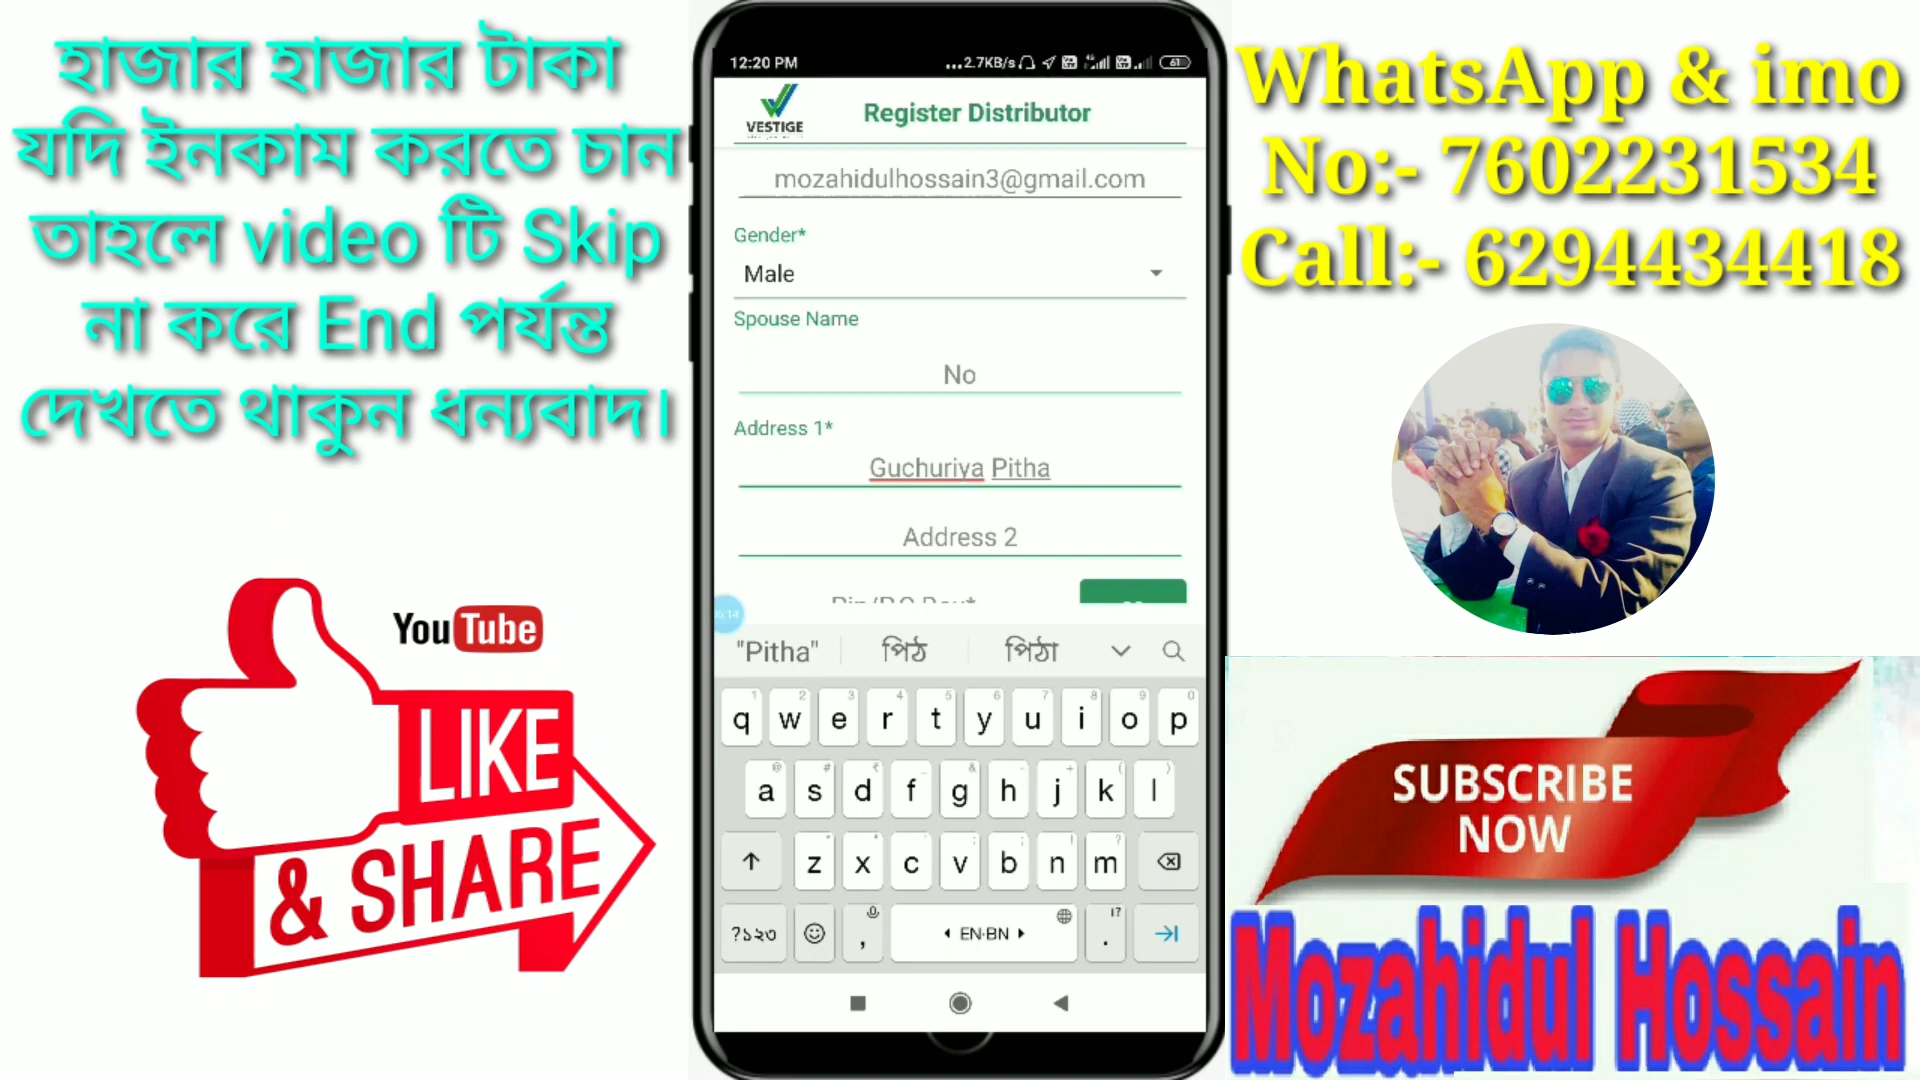 হাজার হাজার টাকা
যদি ইনকাম করতে চান
তাহলে video টি Skip
না করে End পর্যন্ত
দেখতে থাকুন ধন্যবাদ।
YouTube
LIKE
& SHARE
12:20 PM
...2.7KB/s
61
VESTIGE
Register Distributor
mozahidulhossain3@gmail.com
Gender*
Male
Spouse Name
No
Address 1*
Guchuriya Pitha
Address 2
"Pitha" পিঠ পিঠা
q w e r t y u i o p
a s d f g h j k l
z x c v b n m
?১২৩ , EN·BN .
WhatsApp & imo
No:- 7602231534
Call:- 6294434418
SUBSCRIBE
NOW
Mozahidul Hossain